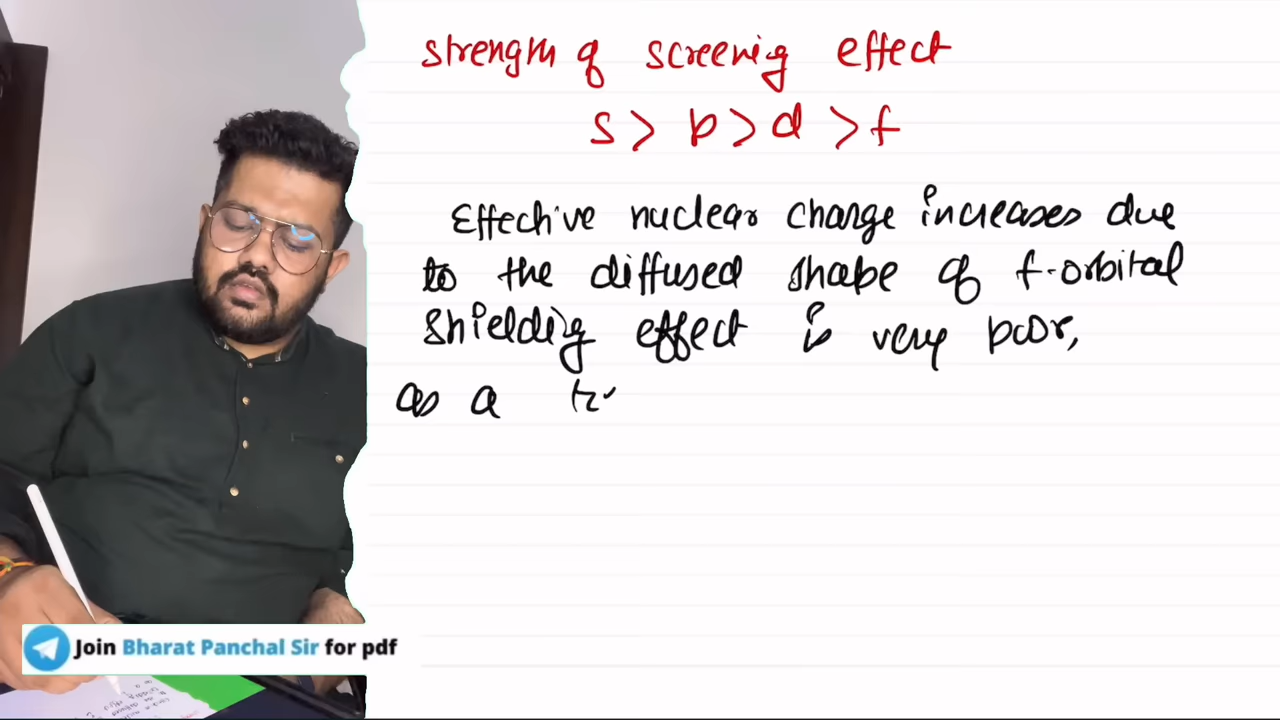 strength of screening effect
s > p > d > f
Effective nuclear charge increases due
to the diffused shape of f-orbital
shielding effect is very poor,
as a
Join Bharat Panchal Sir for pdf